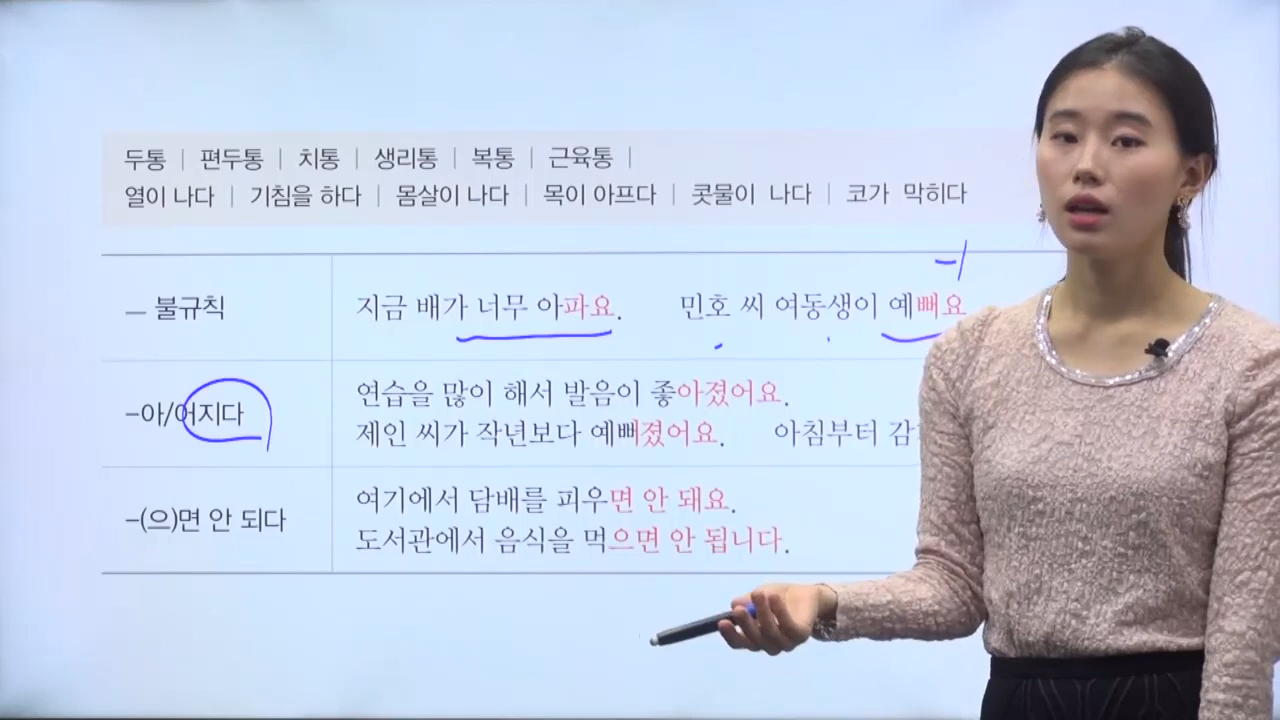 두통 | 편두통 | 치통 | 생리통 | 복통 | 근육통 |
열이 나다 | 기침을 하다 | 몸살이 나다 | 목이 아프다 | 콧물이 나다 | 코가 막히다
ㅡ 불규칙
지금 배가 너무 아파요. 민호 씨 여동생이 예뻐요
-아/어지다
연습을 많이 해서 발음이 좋아졌어요.
제인 씨가 작년보다 예뻐졌어요. 아침부터
-(으)면 안 되다
여기에서 담배를 피우면 안 돼요.
도서관에서 음식을 먹으면 안 됩니다.